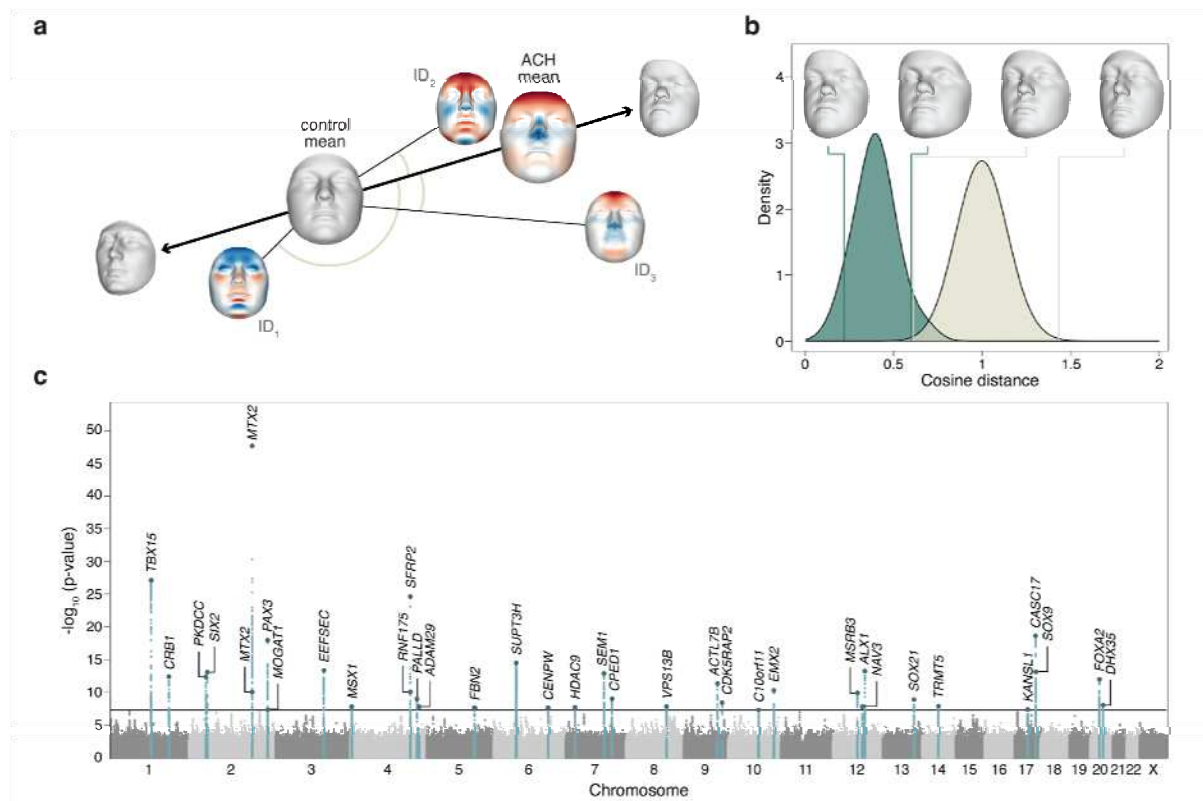 a
ID2
ACH
mean
control
mean
ID1
ID3
b
4
3
2
1
0
Density
0
0.5
1
1.5
2
Cosine distance
c
-log10 (p-value)
50
45
40
35
30
25
20
15
10
5
0
TBX15
CRB1
PKDCC
SIX2
MTX2
MTX2
PAX3
MOGAT1
EEFSEC
MSX1
RNF175
SFRP2
PALLD
ADAM29
FBN2
SUPT3H
CENPW
HDAC9
SEM1
CPED1
VPS13B
ACTL7B
CDK5RAP2
C10orf111
EMX2
MSRB3
ALX1
NAV3
SOX21
TRMT5
KANSL1
CASC17
SOX9
FOXA2
DHX35
1 2 3 4 5 6 7 8 9 10 11 12 13 14 15 16 17 18 19 20 21 22 X
Chromosome